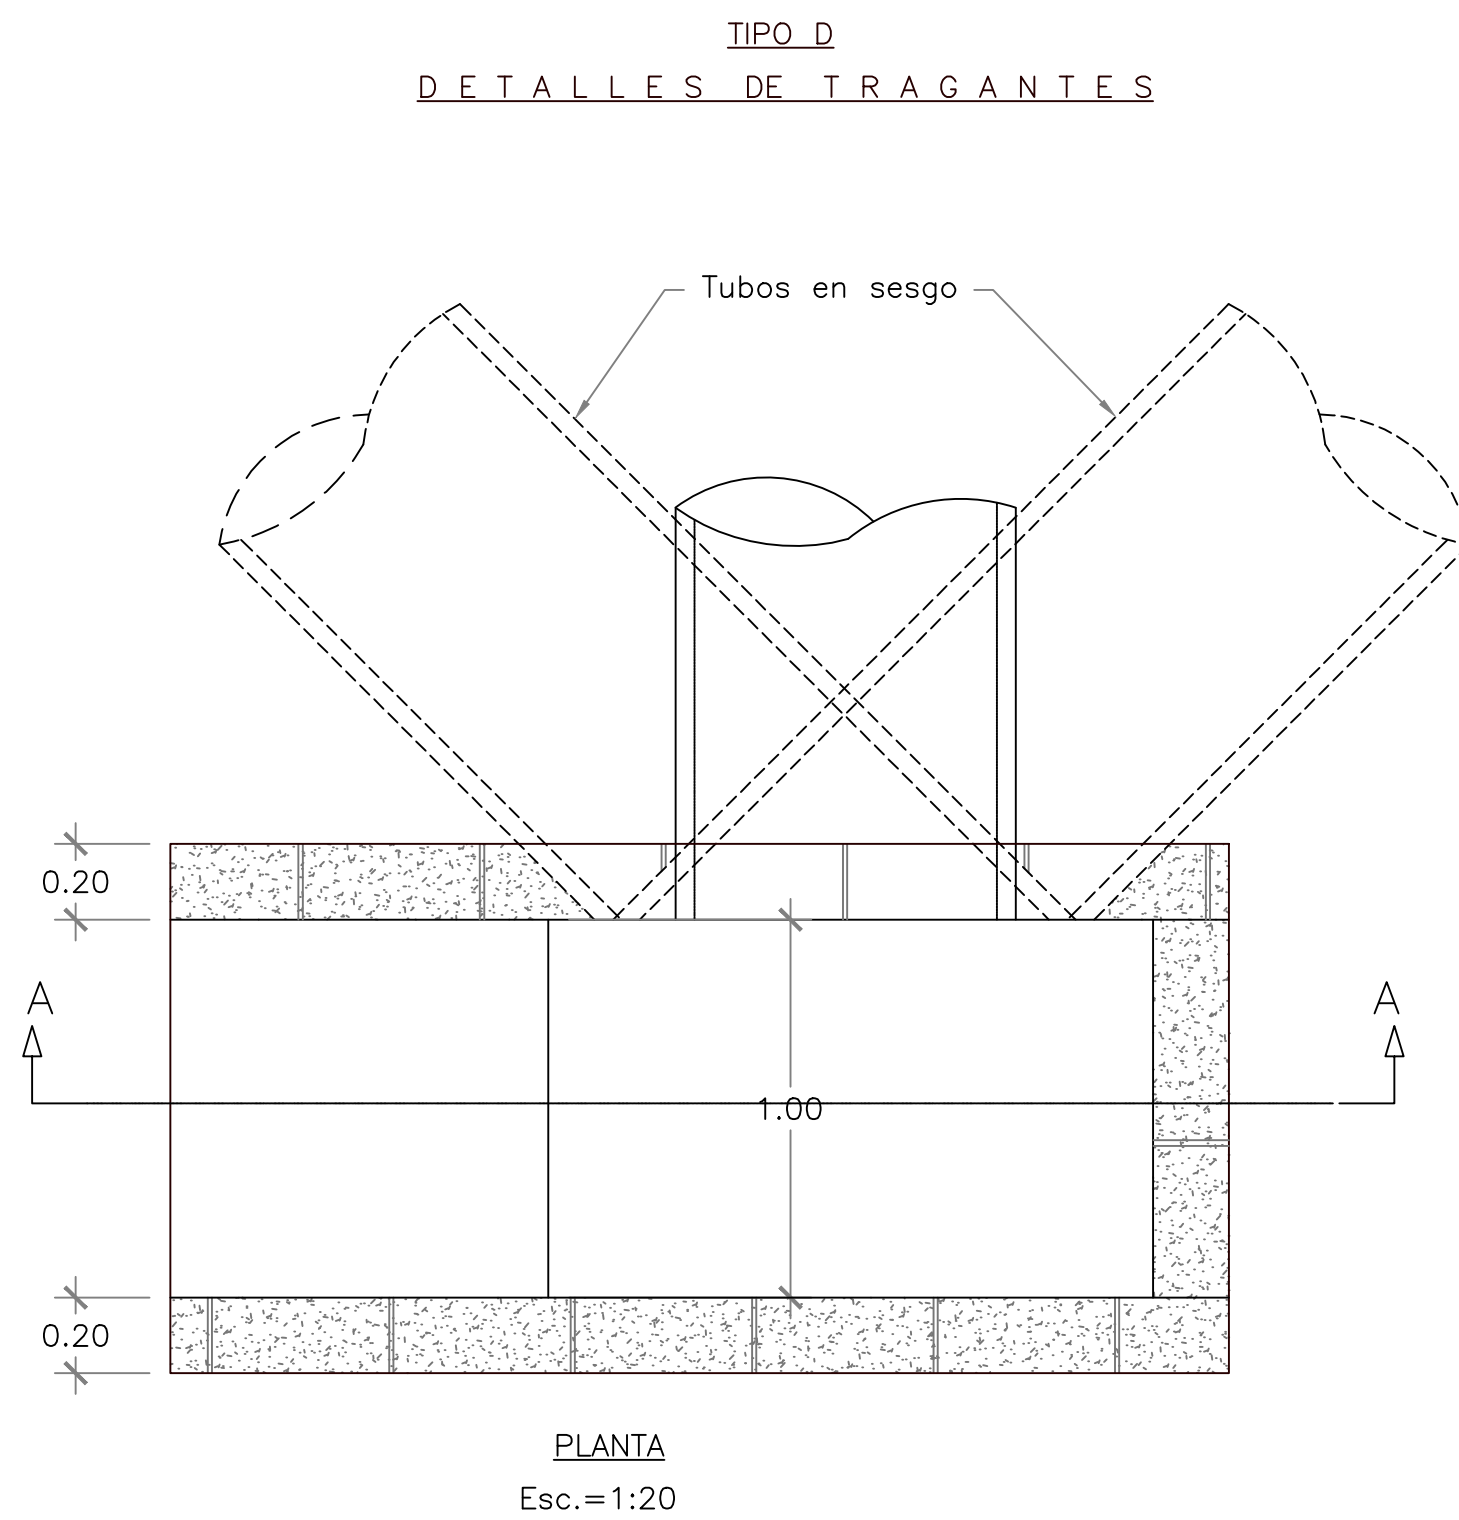 TIPO D
DETALLES DE TRAGANTES
Tubos en sesgo
0.20
A
A
1.00
0.20
PLANTA
Esc.=1:20